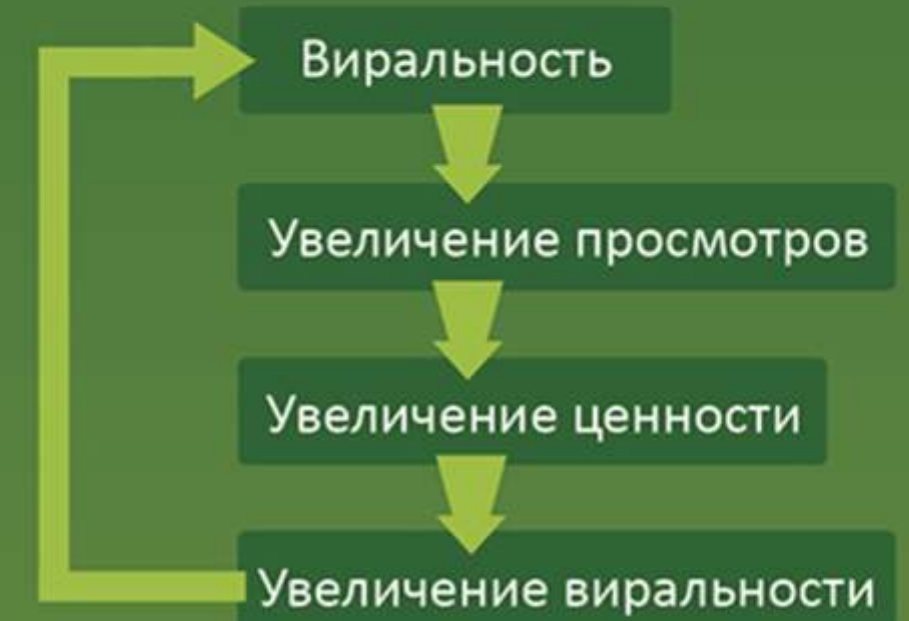 Виральность
Увеличение просмотров
Увеличение ценности
Увеличение виральности